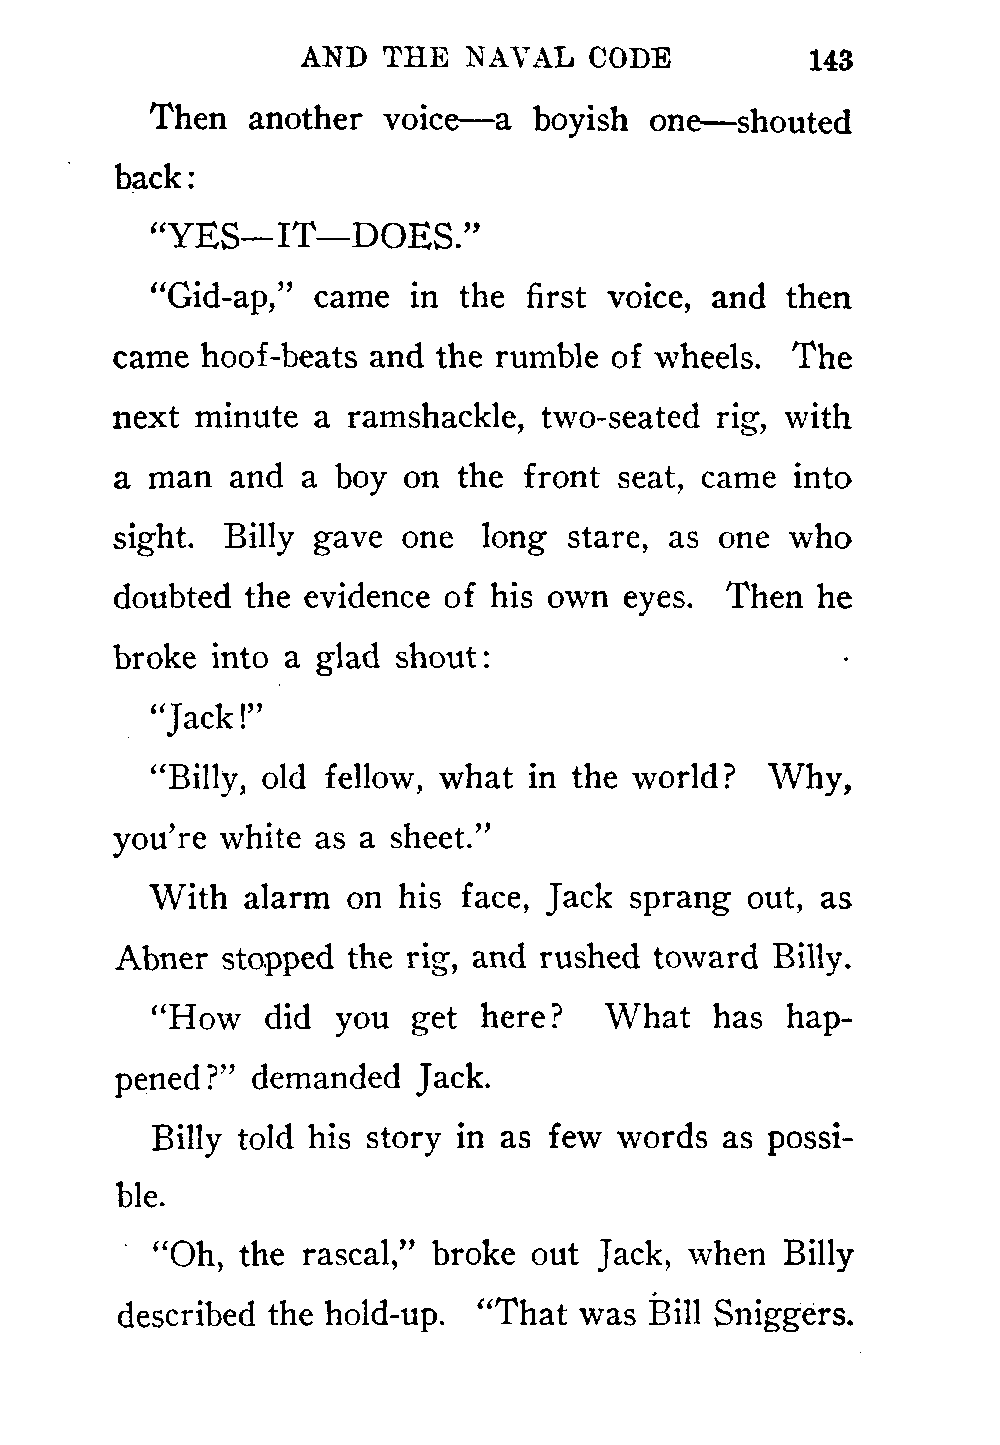 AND THE NAVAL CODE 143
Then another voice—a boyish one—shouted
back:
"YES—IT—DOES."
"Gid-ap," came in the first voice, and then
came hoof-beats and the rumble of wheels. The
next minute a ramshackle, two-seated rig, with
a man and a boy on the front seat, came into
sight. Billy gave one long stare, as one who
doubted the evidence of his own eyes. Then he
broke into a glad shout:
"Jack!"
"Billy, old fellow, what in the world? Why,
you're white as a sheet."
With alarm on his face, Jack sprang out, as
Abner stopped the rig, and rushed toward Billy.
"How did you get here? What has hap-
pened?" demanded Jack.
Billy told his story in as few words as possi-
ble.
"Oh, the rascal," broke out Jack, when Billy
described the hold-up. "That was Bill Sniggers.